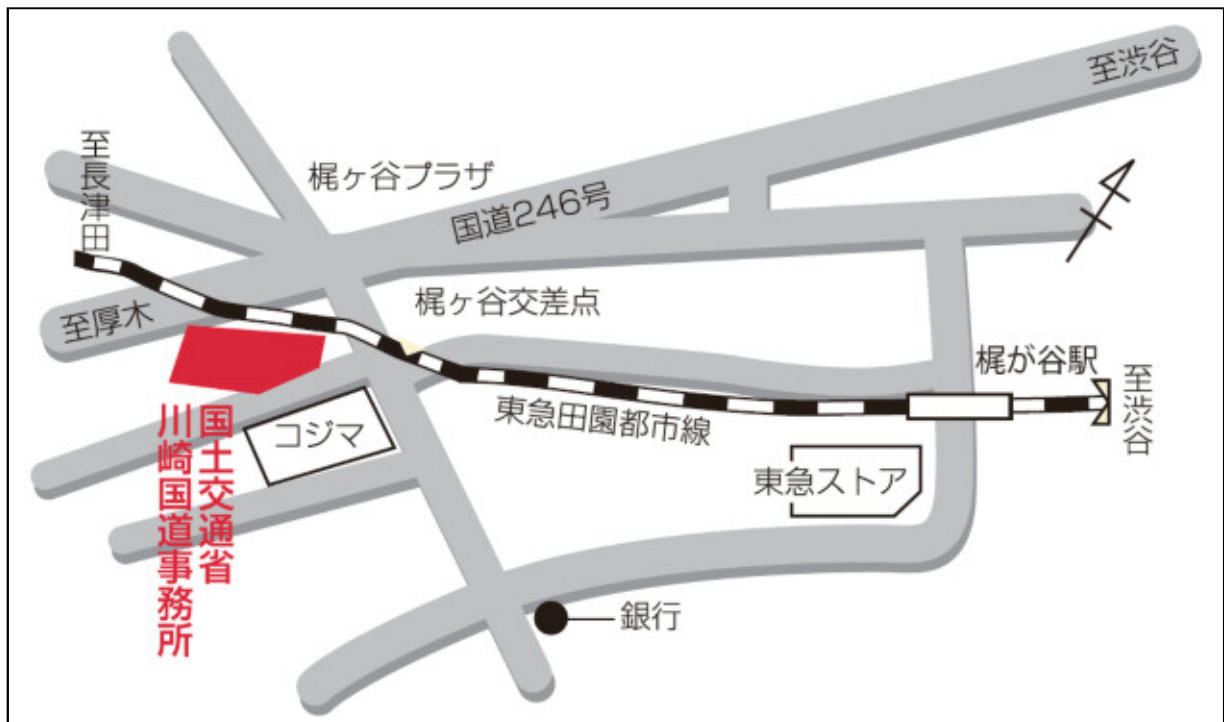 至渋谷
至長津田
梶ヶ谷プラザ
国道246号
梶ヶ谷交差点
至厚木
梶が谷駅
至渋谷
東急田園都市線
コジマ
東急ストア
国土交通省
川崎国道事務所
銀行